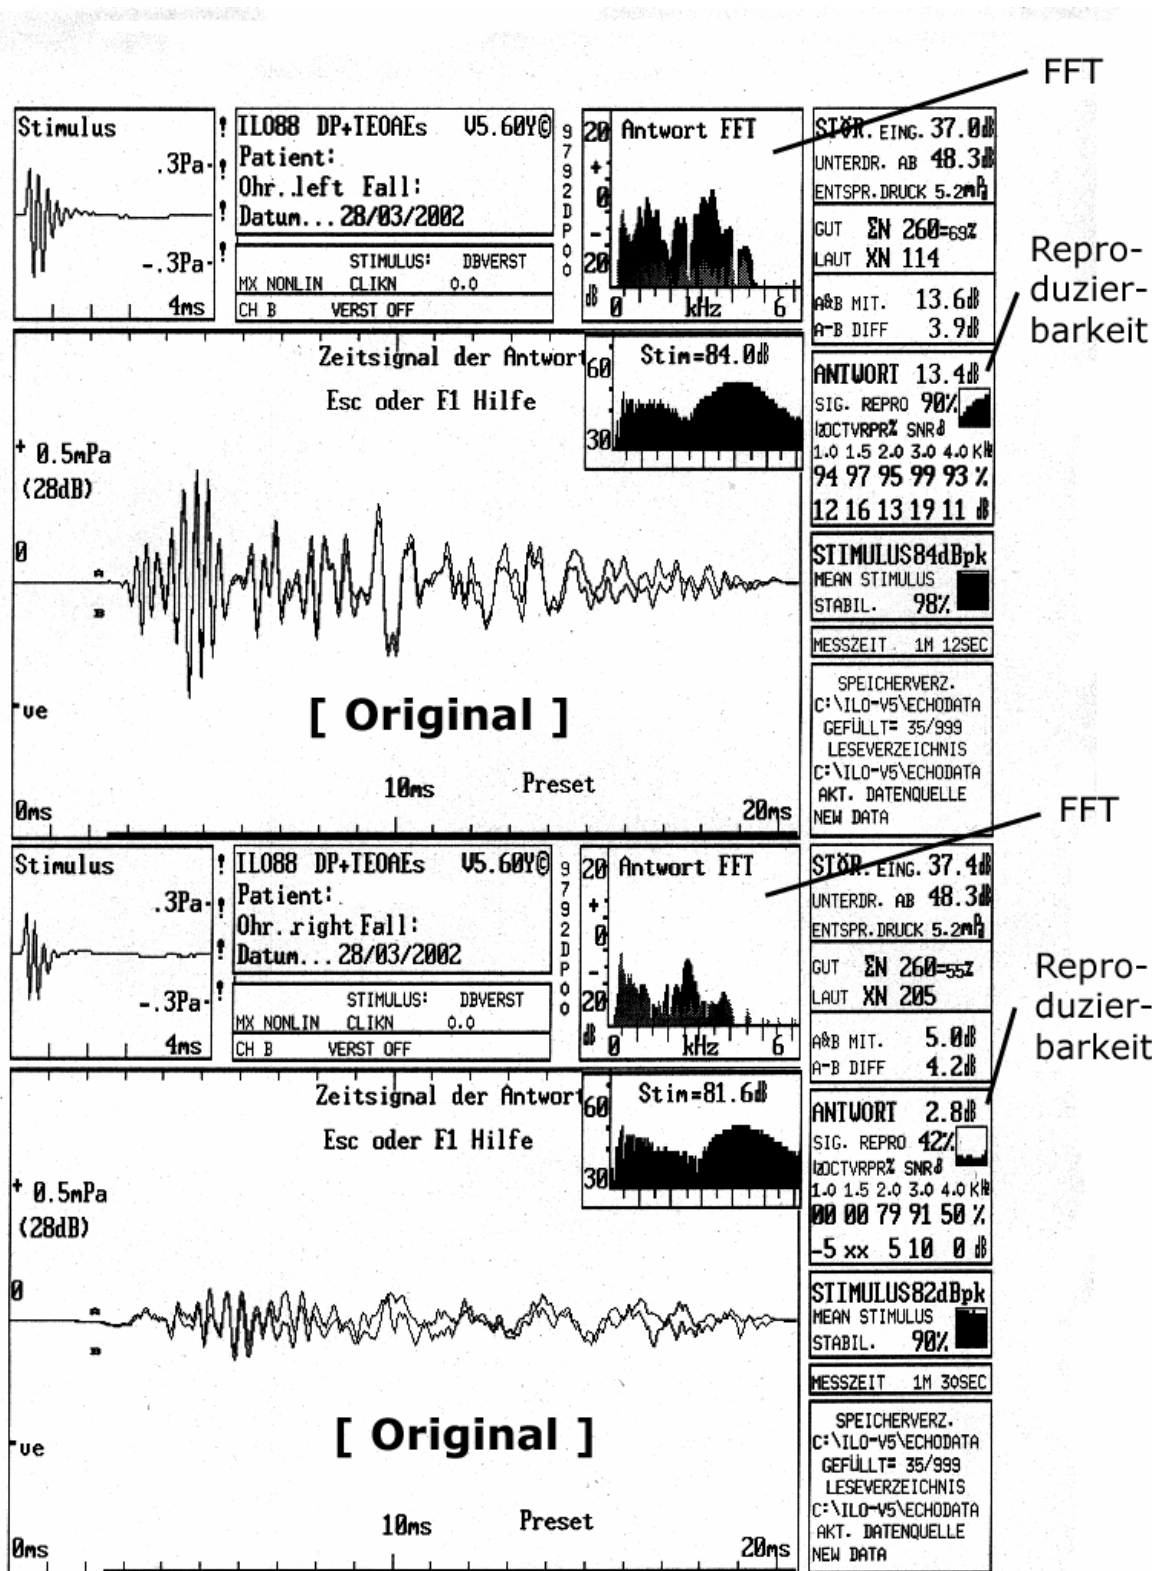 FFT
Stimulus
.3Pa
-.3Pa
4ms
ILO88 DP+TEOAEs V5.60Y©
Patient:
Ohr..left Fall:
Datum... 28/03/2002
STIMULUS: DBVERST
MX NONLIN CLIKN 0.0
CH B VERST OFF
9792DP00
20 Antwort FFT
+
0
-
20
dB 0 kHz 6
STÖR. EING. 37.0dB
UNTERDR. AB 48.3dB
ENTSPR.DRUCK 5.2mPa
GUT ΣN 260=69%
LAUT XN 114
A&B MIT. 13.6dB
A-B DIFF 3.9dB
Repro-
duzier-
barkeit
Zeitsignal der Antwort
Esc oder F1 Hilfe
60 Stim=84.0dB
30
ANTWORT 13.4dB
SIG. REPRO 90%
1/2OCTVRPR% SNRdB
1.0 1.5 2.0 3.0 4.0 KHz
94 97 95 99 93 %
12 16 13 19 11 dB
+ 0.5mPa
(28dB)
0
A
B
-ve
STIMULUS84dBpk
MEAN STIMULUS
STABIL. 98%
MESSZEIT 1M 12SEC
SPEICHERVERZ.
C:\ILO-V5\ECHODATA
GEFÜLLT= 35/999
LESEVERZEICHNIS
C:\ILO-V5\ECHODATA
AKT. DATENQUELLE
NEW DATA
[ Original ]
0ms 10ms Preset 20ms
FFT
Stimulus
.3Pa
-.3Pa
4ms
ILO88 DP+TEOAEs V5.60Y©
Patient:
Ohr..right Fall:
Datum... 28/03/2002
STIMULUS: DBVERST
MX NONLIN CLIKN 0.0
CH B VERST OFF
9792DP00
20 Antwort FFT
+
0
-
20
dB 0 kHz 6
STÖR. EING. 37.4dB
UNTERDR. AB 48.3dB
ENTSPR.DRUCK 5.2mPa
GUT ΣN 260=55%
LAUT XN 205
A&B MIT. 5.0dB
A-B DIFF 4.2dB
Repro-
duzier-
barkeit
Zeitsignal der Antwort
Esc oder F1 Hilfe
60 Stim=81.6dB
30
ANTWORT 2.8dB
SIG. REPRO 42%
1/2OCTVRPR% SNRdB
1.0 1.5 2.0 3.0 4.0 KHz
00 00 79 91 50 %
-5 xx 5 10 0 dB
+ 0.5mPa
(28dB)
0
A
B
-ve
STIMULUS82dBpk
MEAN STIMULUS
STABIL. 90%
MESSZEIT 1M 30SEC
SPEICHERVERZ.
C:\ILO-V5\ECHODATA
GEFÜLLT= 35/999
LESEVERZEICHNIS
C:\ILO-V5\ECHODATA
AKT. DATENQUELLE
NEW DATA
[ Original ]
0ms 10ms Preset 20ms